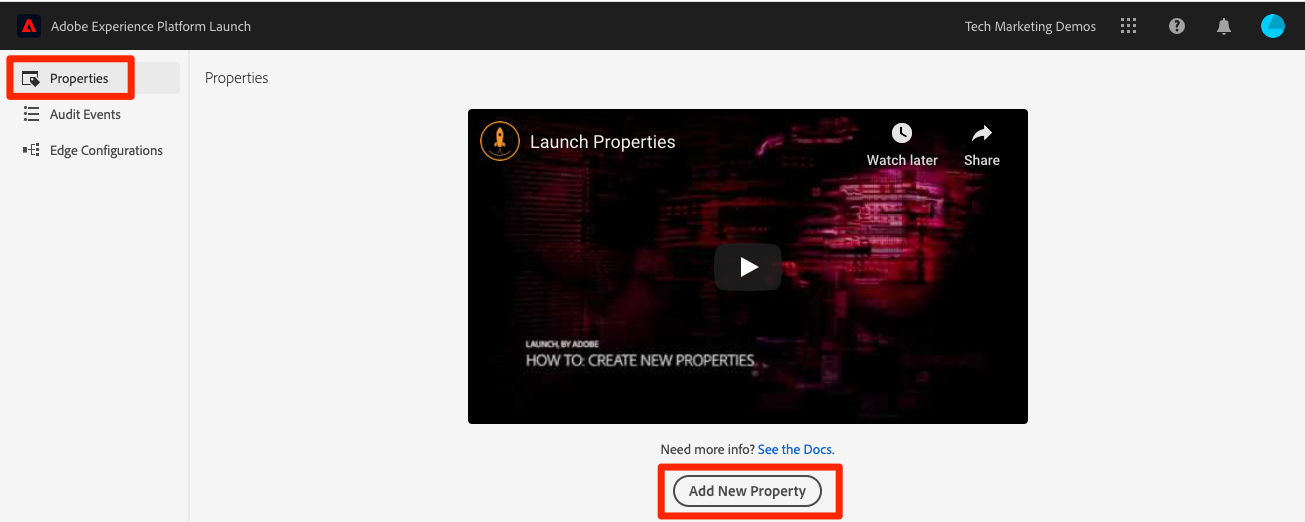 Adobe Experience Platform Launch
Tech Marketing Demos
Properties
Audit Events
Edge Configurations
Properties
Launch Properties
Watch later
Share
LAUNCH, BY ADOBE
HOW TO: CREATE NEW PROPERTIES
Need more info? See the Docs.
Add New Property